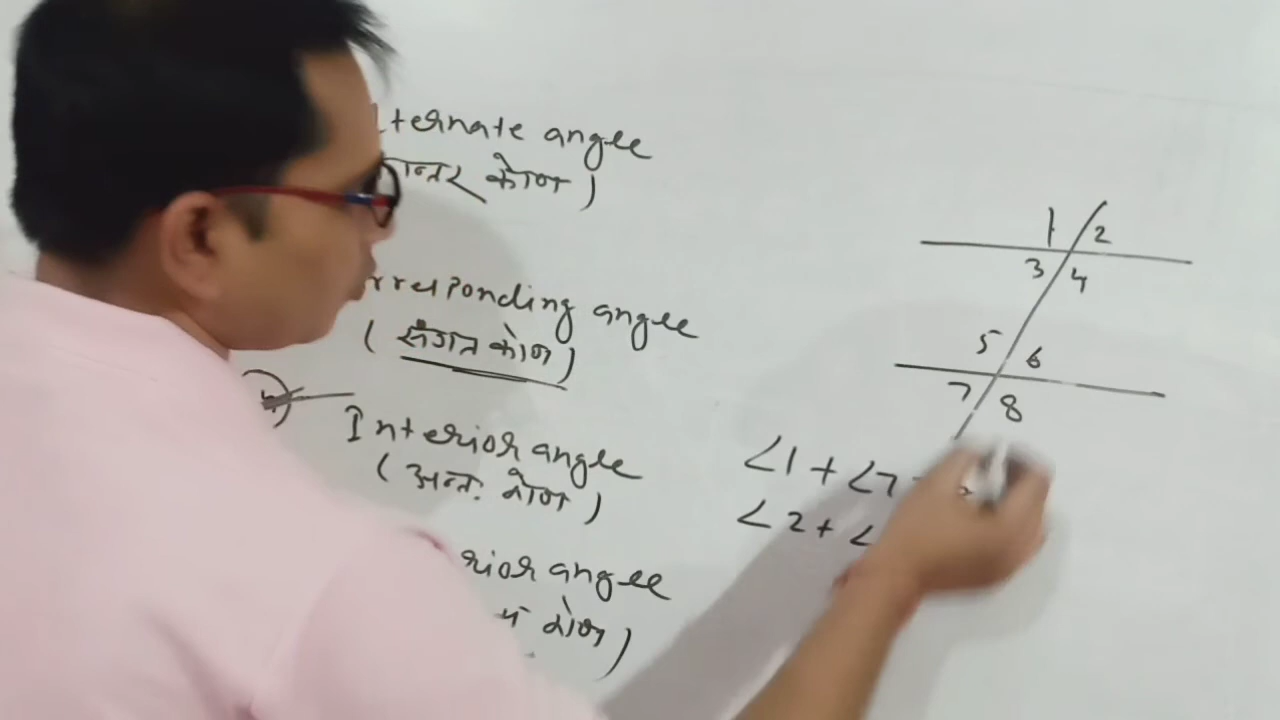 lternate angle
न्तर कोण)
rresponding angle
(संगत कोण)
4)
Interior angle
(अन्तः कोण)
rior angle
कोण)
1 2
3 4
5 6
7 8
∠1 + ∠7
∠2 + ∠